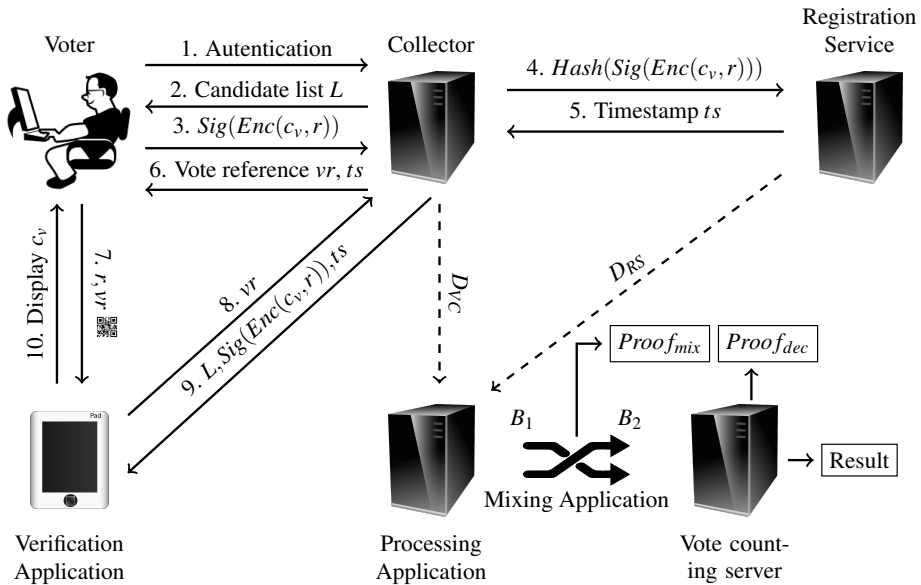 Voter
Collector
Registration
Service
1. Autentication
2. Candidate list L
3. Sig(Enc(c_v, r))
6. Vote reference vr, ts
4. Hash(Sig(Enc(c_v, r)))
5. Timestamp ts
10. Display c_v
7. r, vr
8. vr
9. L, Sig(Enc(c_v, r)), ts
D_VC
D_RS
Proof_mix
Proof_dec
Pad
B_1
B_2
Mixing Application
Result
Verification
Application
Processing
Application
Vote count-
ing server